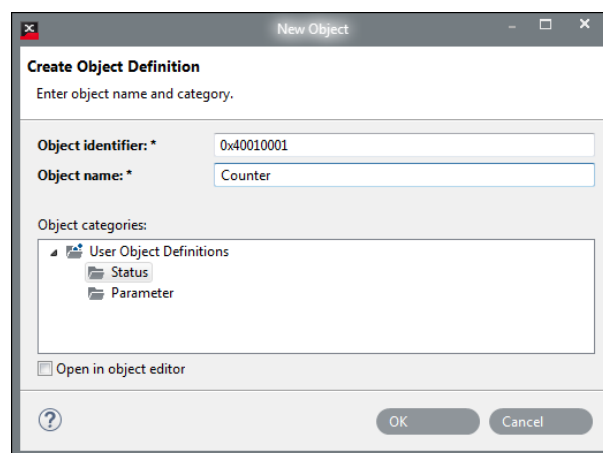 New Object
Create Object Definition
Enter object name and category.
Object identifier: * 0x40010001
Object name: * Counter
Object categories:
User Object Definitions
Status
Parameter
Open in object editor
? OK Cancel